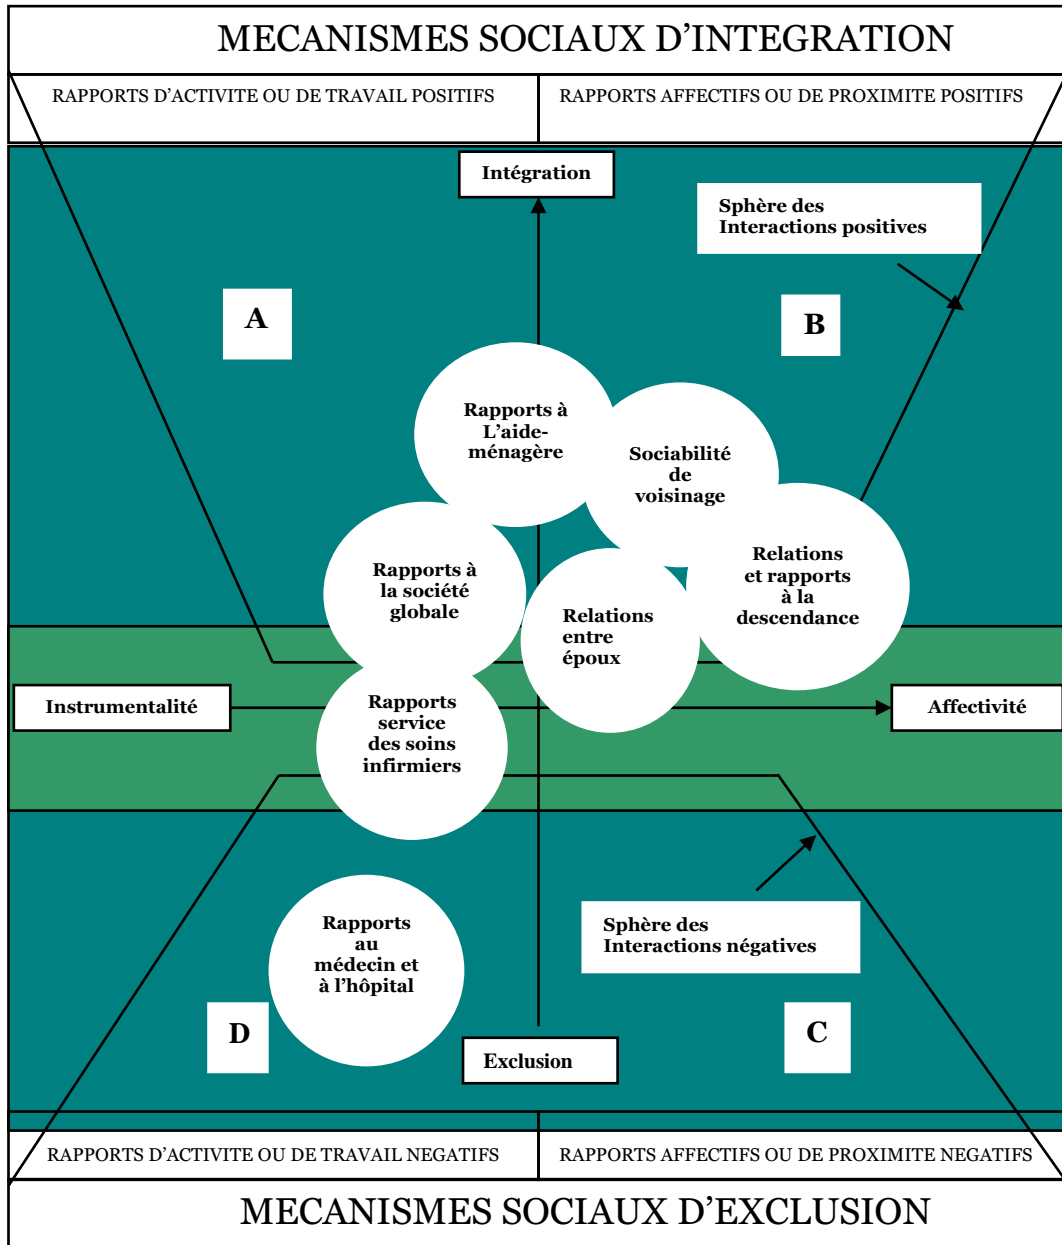 MECANISMES SOCIAUX D'INTEGRATION
RAPPORTS D'ACTIVITE OU DE TRAVAIL POSITIFS
RAPPORTS AFFECTIFS OU DE PROXIMITE POSITIFS
Intégration
Sphère des
Interactions positives
A
B
Rapports à
L'aide-
ménagère
Sociabilité
de
voisinage
Rapports à
la société
globale
Relations
et rapports
à la
descendance
Relations
entre
époux
Instrumentalité
Affectivité
Rapports
service
des soins
infirmiers
Rapports
au
médecin et
à l'hôpital
Sphère des
Interactions négatives
D
C
Exclusion
RAPPORTS D'ACTIVITE OU DE TRAVAIL NEGATIFS
RAPPORTS AFFECTIFS OU DE PROXIMITE NEGATIFS
MECANISMES SOCIAUX D'EXCLUSION